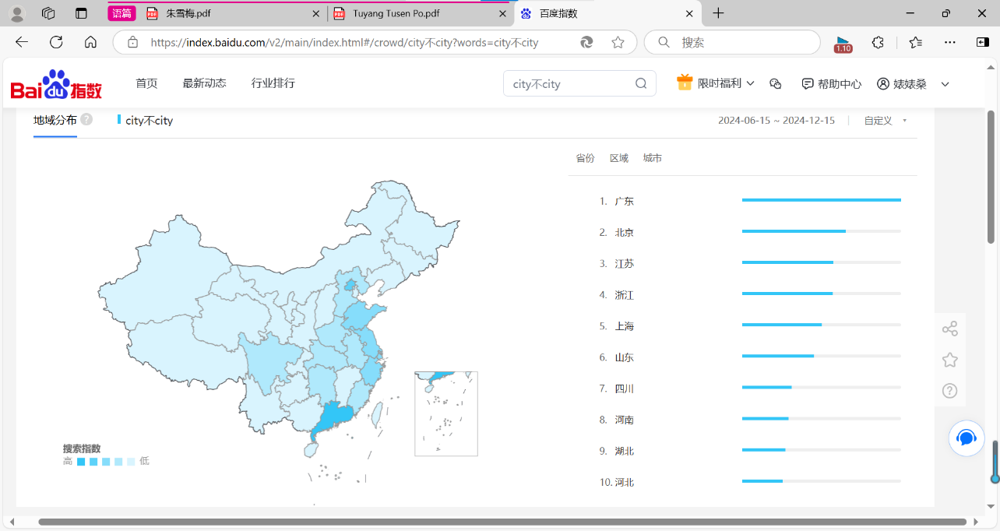 语篇 朱雪梅.pdf Tuyang Tusen Po.pdf 百度指数
https://index.baidu.com/v2/main/index.html#/crowd/city不city?words=city不city 搜索 1.10
Bai du 指数 首页 最新动态 行业排行 city不city 限时福利 帮助中心 婊婊燊
地域分布 ? city不city 2024-06-15 ~ 2024-12-15 自定义
省份 区域 城市
1. 广东
2. 北京
3. 江苏
4. 浙江
5. 上海
6. 山东
7. 四川
8. 河南
9. 湖北
10. 河北
搜索指数
高 低